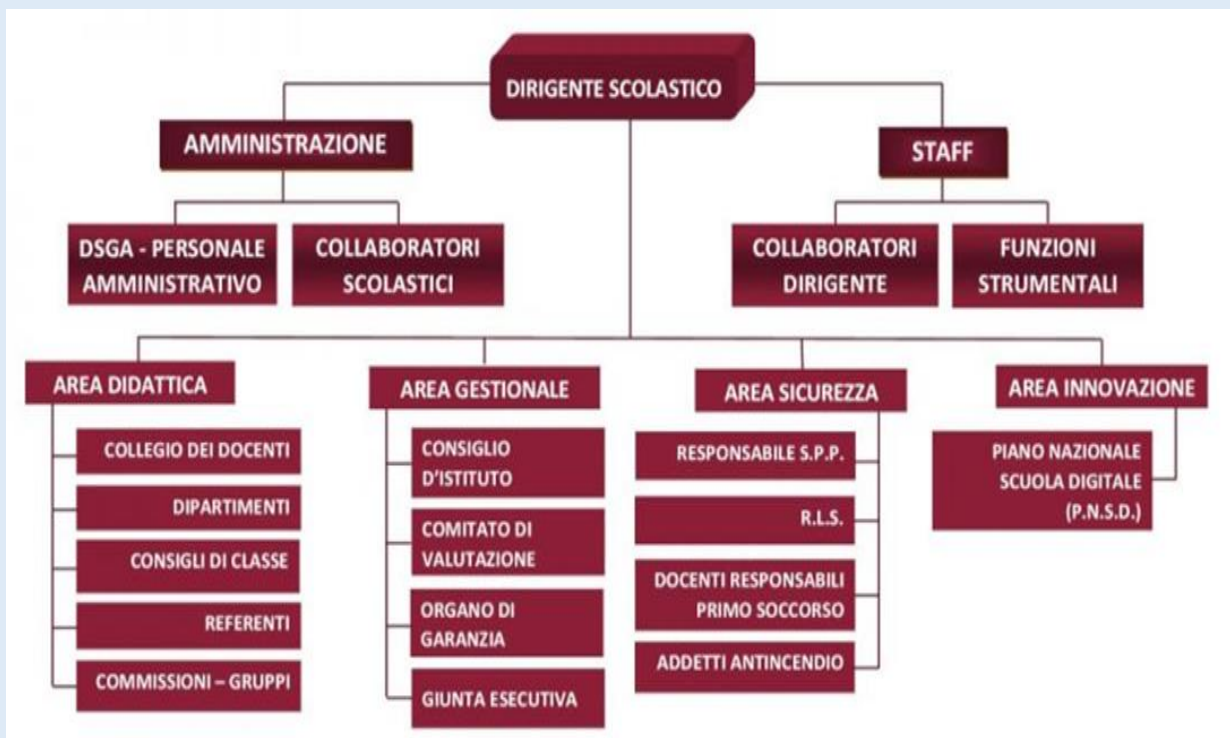 DIRIGENTE SCOLASTICO
AMMINISTRAZIONE
STAFF
DSGA - PERSONALE
AMMINISTRATIVO
COLLABORATORI
SCOLASTICI
COLLABORATORI
DIRIGENTE
FUNZIONI
STRUMENTALI
AREA DIDATTICA
COLLEGIO DEI DOCENTI
DIPARTIMENTI
CONSIGLI DI CLASSE
REFERENTI
COMMISSIONI – GRUPPI
AREA GESTIONALE
CONSIGLIO
D'ISTITUTO
COMITATO DI
VALUTAZIONE
ORGANO DI
GARANZIA
GIUNTA ESECUTIVA
AREA SICUREZZA
RESPONSABILE S.P.P.
R.L.S.
DOCENTI RESPONSABILI
PRIMO SOCCORSO
ADDETTI ANTINCENDIO
AREA INNOVAZIONE
PIANO NAZIONALE
SCUOLA DIGITALE
(P.N.S.D.)